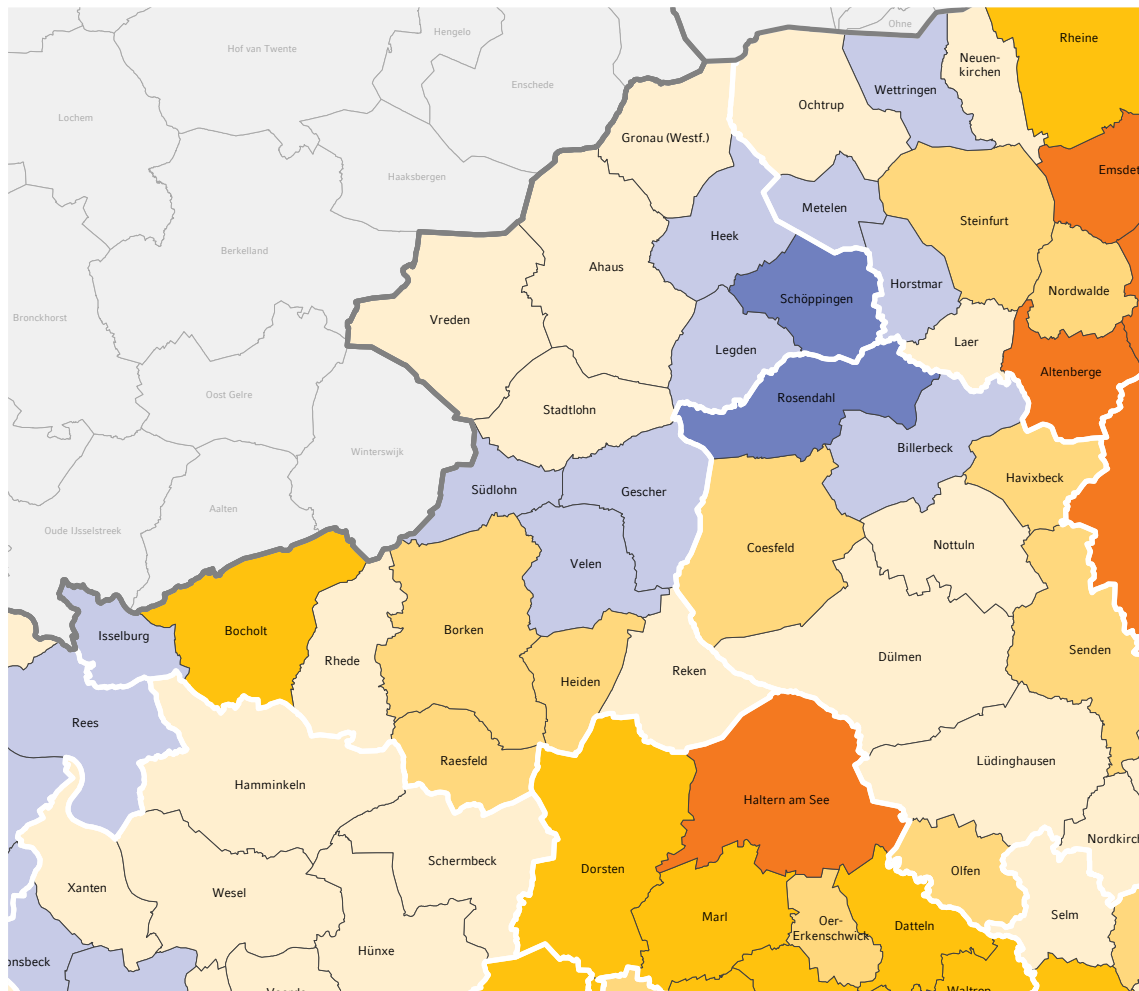 Ohne
Hengelo
Rheine
Hof van Twente
Neuen-
kirchen
Enschede
Wettringen
Ochtrup
Lochem
Gronau (Westf.)
Emsdet
Haaksbergen
Metelen
Steinfurt
Heek
Berkelland
Ahaus
Horstmar
Nordwalde
Schöppingen
Bronckhorst
Vreden
Laer
Legden
Altenberge
Oost Gelre
Rosendahl
Stadtlohn
Billerbeck
Winterswijk
Havixbeck
Südlohn
Gescher
Aalten
Oude IJsselstreek
Nottuln
Coesfeld
Velen
Isselburg
Bocholt
Borken
Senden
Dülmen
Rhede
Reken
Heiden
Rees
Raesfeld
Lüdinghausen
Hamminkeln
Haltern am See
Nordkirch
Schermbeck
Dorsten
Olfen
Xanten
Wesel
Marl
Selm
Oer-
Erkenschwick
Datteln
Hünxe
onsbeck
Voerde
Waltrop